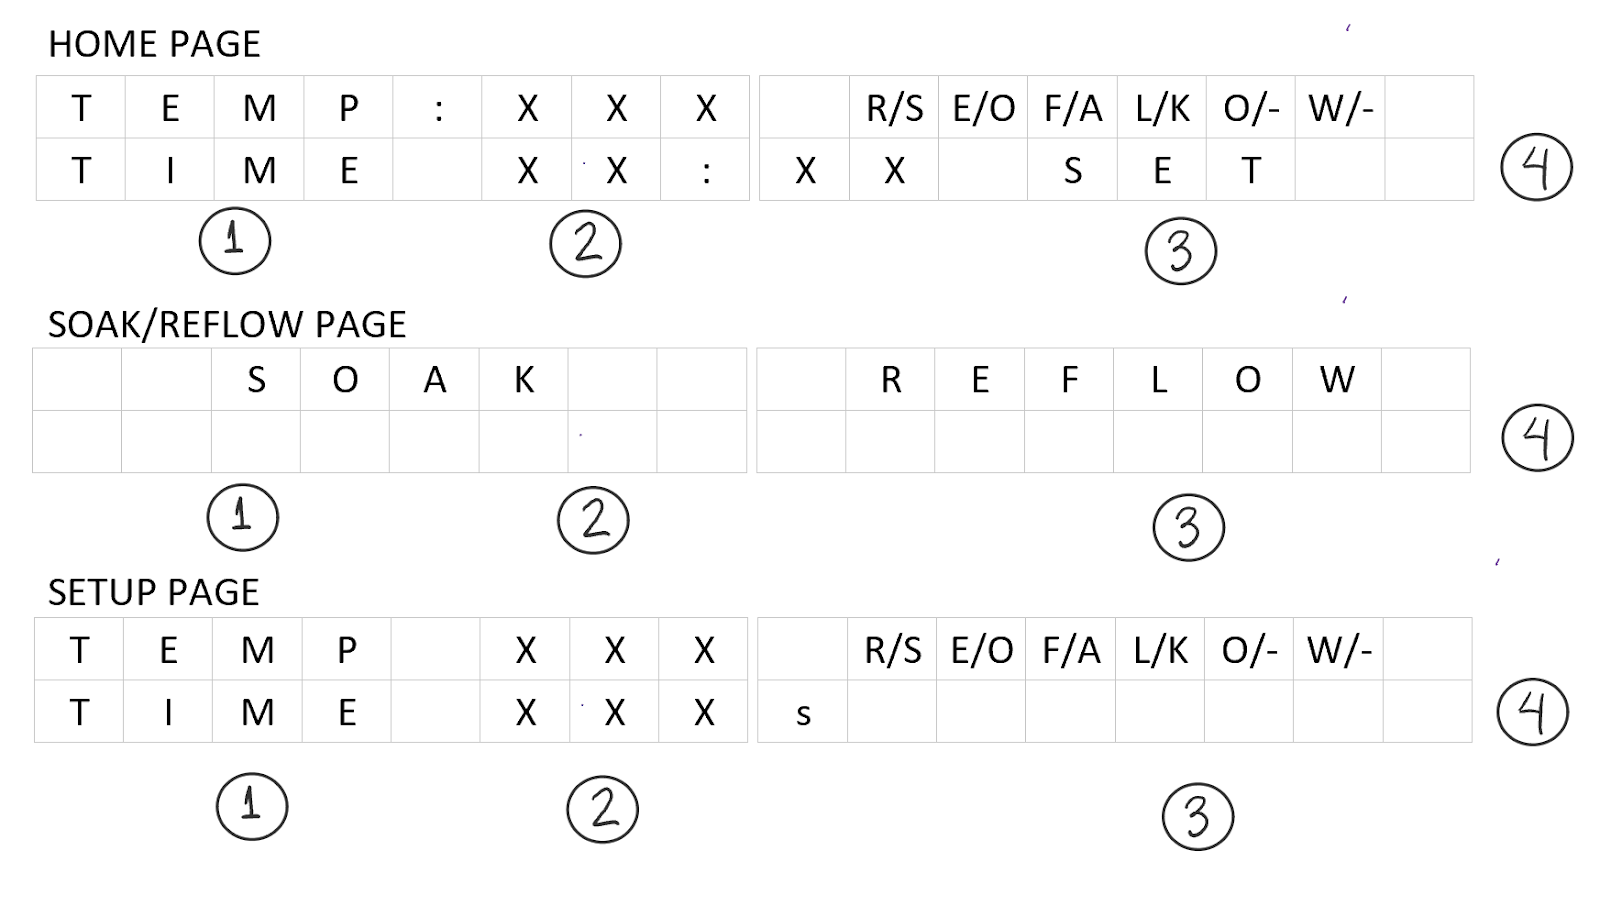 HOME PAGE
T E M P : X X X R/S E/O F/A L/K O/- W/-
T I M E X X : X X S E T
4
1 2 3
SOAK/REFLOW PAGE
S O A K R E F L O W
4
1 2 3
SETUP PAGE
T E M P X X X R/S E/O F/A L/K O/- W/-
T I M E X X X s
4
1 2 3